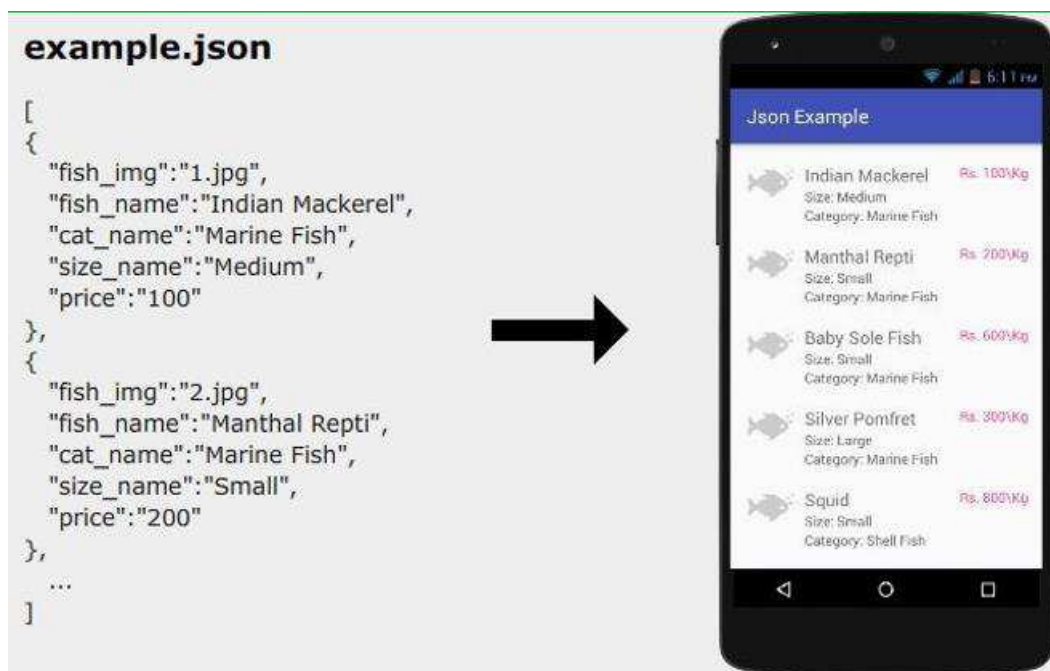 example.json
[
{
"fish_img":"1.jpg",
"fish_name":"Indian Mackerel",
"cat_name":"Marine Fish",
"size_name":"Medium",
"price":"100"
},
{
"fish_img":"2.jpg",
"fish_name":"Manthal Repti",
"cat_name":"Marine Fish",
"size_name":"Small",
"price":"200"
},
...
]
6:11 PM
Json Example
Indian Mackerel Rs. 100\Kg
Size: Medium
Category: Marine Fish
Manthal Repti Rs. 200\Kg
Size: Small
Category: Marine Fish
Baby Sole Fish Rs. 600\Kg
Size: Small
Category: Marine Fish
Silver Pomfret Rs. 300\Kg
Size: Large
Category: Marine Fish
Squid Rs. 800\Kg
Size: Small
Category: Shell Fish